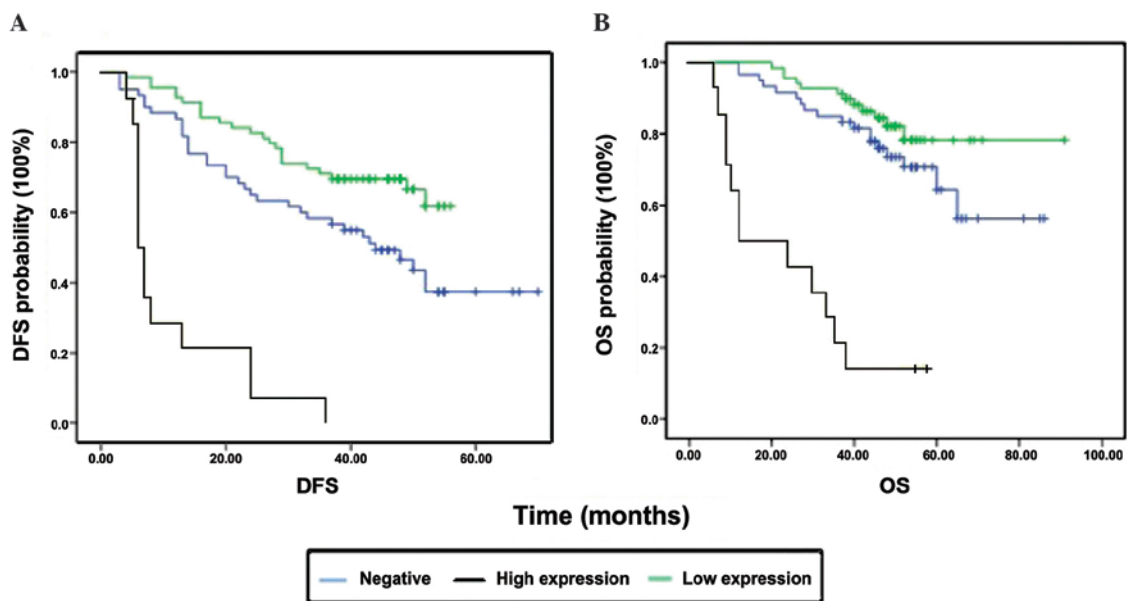 A
DFS probability (100%)
1.0
0.8
0.6
0.4
0.2
0.0
0.00 20.00 40.00 60.00
DFS
B
OS probability (100%)
1.0
0.8
0.6
0.4
0.2
0.0
0.00 20.00 40.00 60.00 80.00 100.00
OS
Time (months)
Negative High expression Low expression